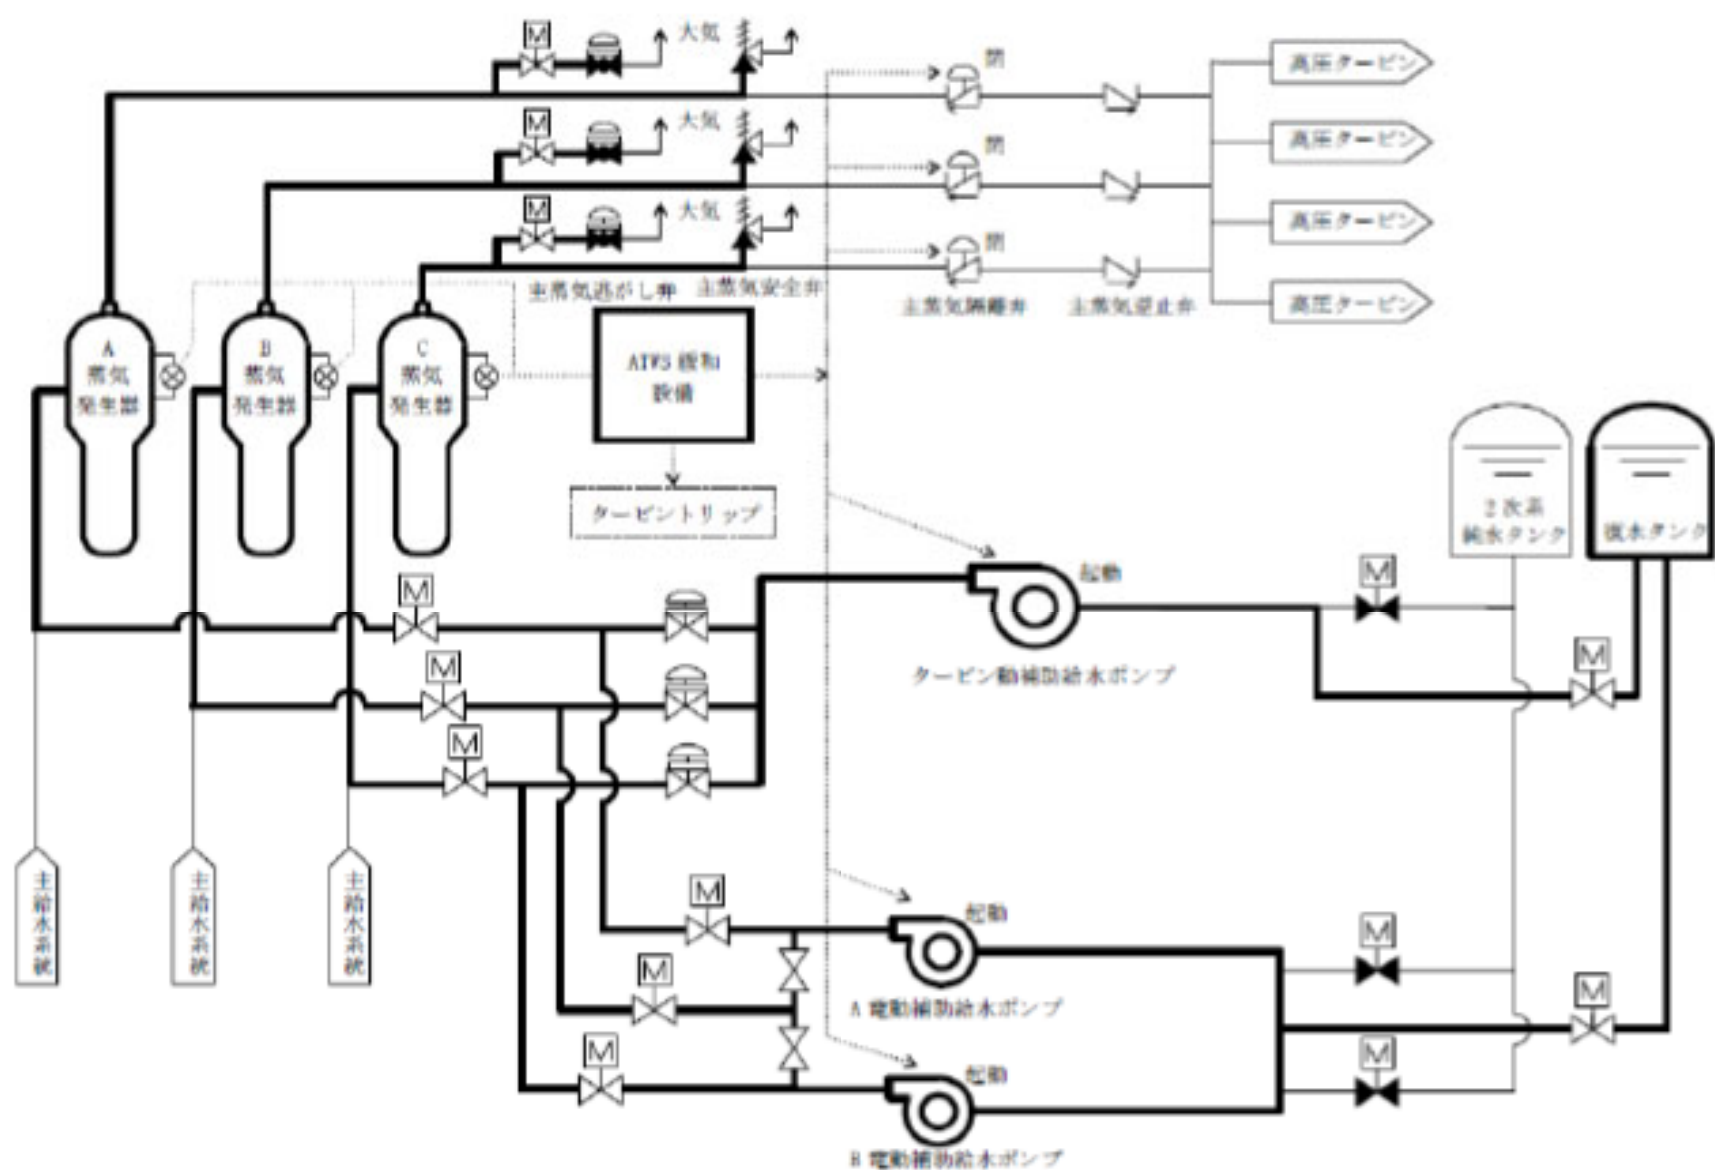 M
大気
閉
高圧タービン
M
大気
閉
高圧タービン
M
大気
閉
高圧タービン
主蒸気逃がし弁
主蒸気安全弁
主蒸気隔離弁
主蒸気逆止弁
高圧タービン
A
蒸気
発生器
B
蒸気
発生器
C
蒸気
発生器
ATWS緩和
設備
タービントリップ
2次系
純水タンク
復水タンク
起動
M
M
タービン動補助給水ポンプ
M
M
M
主給水系統
主給水系統
主給水系統
M
起動
M
A電動補助給水ポンプ
M
M
M
起動
M
B電動補助給水ポンプ